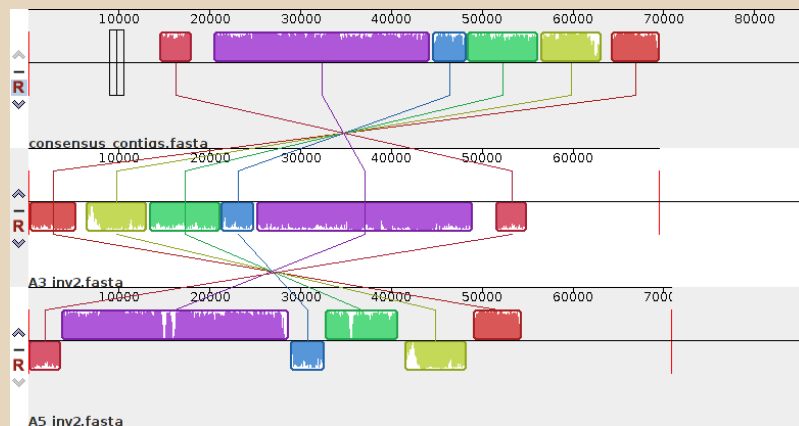 10000 20000 30000 40000 50000 60000 70000 80000
R
consensus_contigs.fasta
10000 20000 30000 40000 50000 60000
R
A3_inv2.fasta
10000 20000 30000 40000 50000 60000 7000
R
A5_inv2.fasta